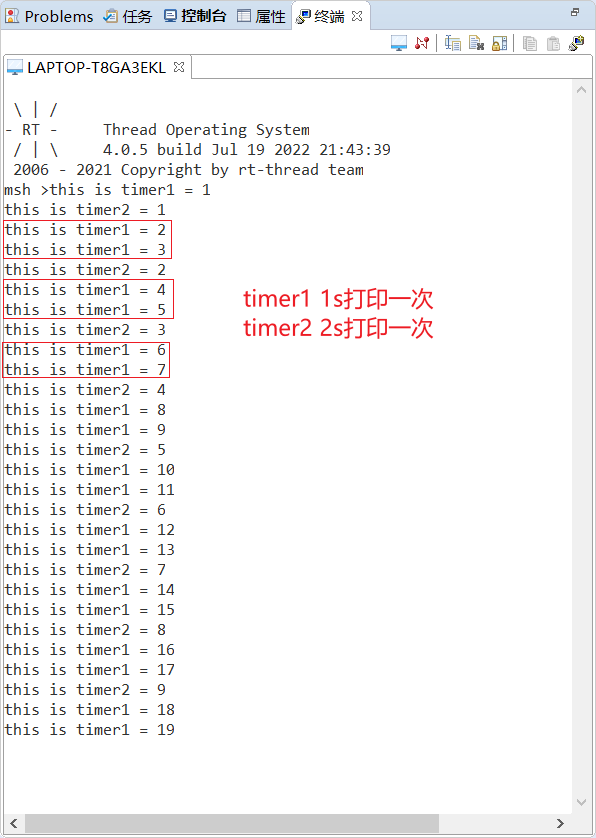 Problems 任务 控制台 属性 终端
LAPTOP-T8GA3EKL
\ | /
- RT -     Thread Operating System
/ | \     4.0.5 build Jul 19 2022 21:43:39
2006 - 2021 Copyright by rt-thread team
msh >this is timer1 = 1
this is timer2 = 1
this is timer1 = 2
this is timer1 = 3
this is timer2 = 2
this is timer1 = 4
this is timer1 = 5
this is timer2 = 3
this is timer1 = 6
this is timer1 = 7
this is timer2 = 4
this is timer1 = 8
this is timer1 = 9
this is timer2 = 5
this is timer1 = 10
this is timer1 = 11
this is timer2 = 6
this is timer1 = 12
this is timer1 = 13
this is timer2 = 7
this is timer1 = 14
this is timer1 = 15
this is timer2 = 8
this is timer1 = 16
this is timer1 = 17
this is timer2 = 9
this is timer1 = 18
this is timer1 = 19
timer1 1s打印一次
timer2 2s打印一次